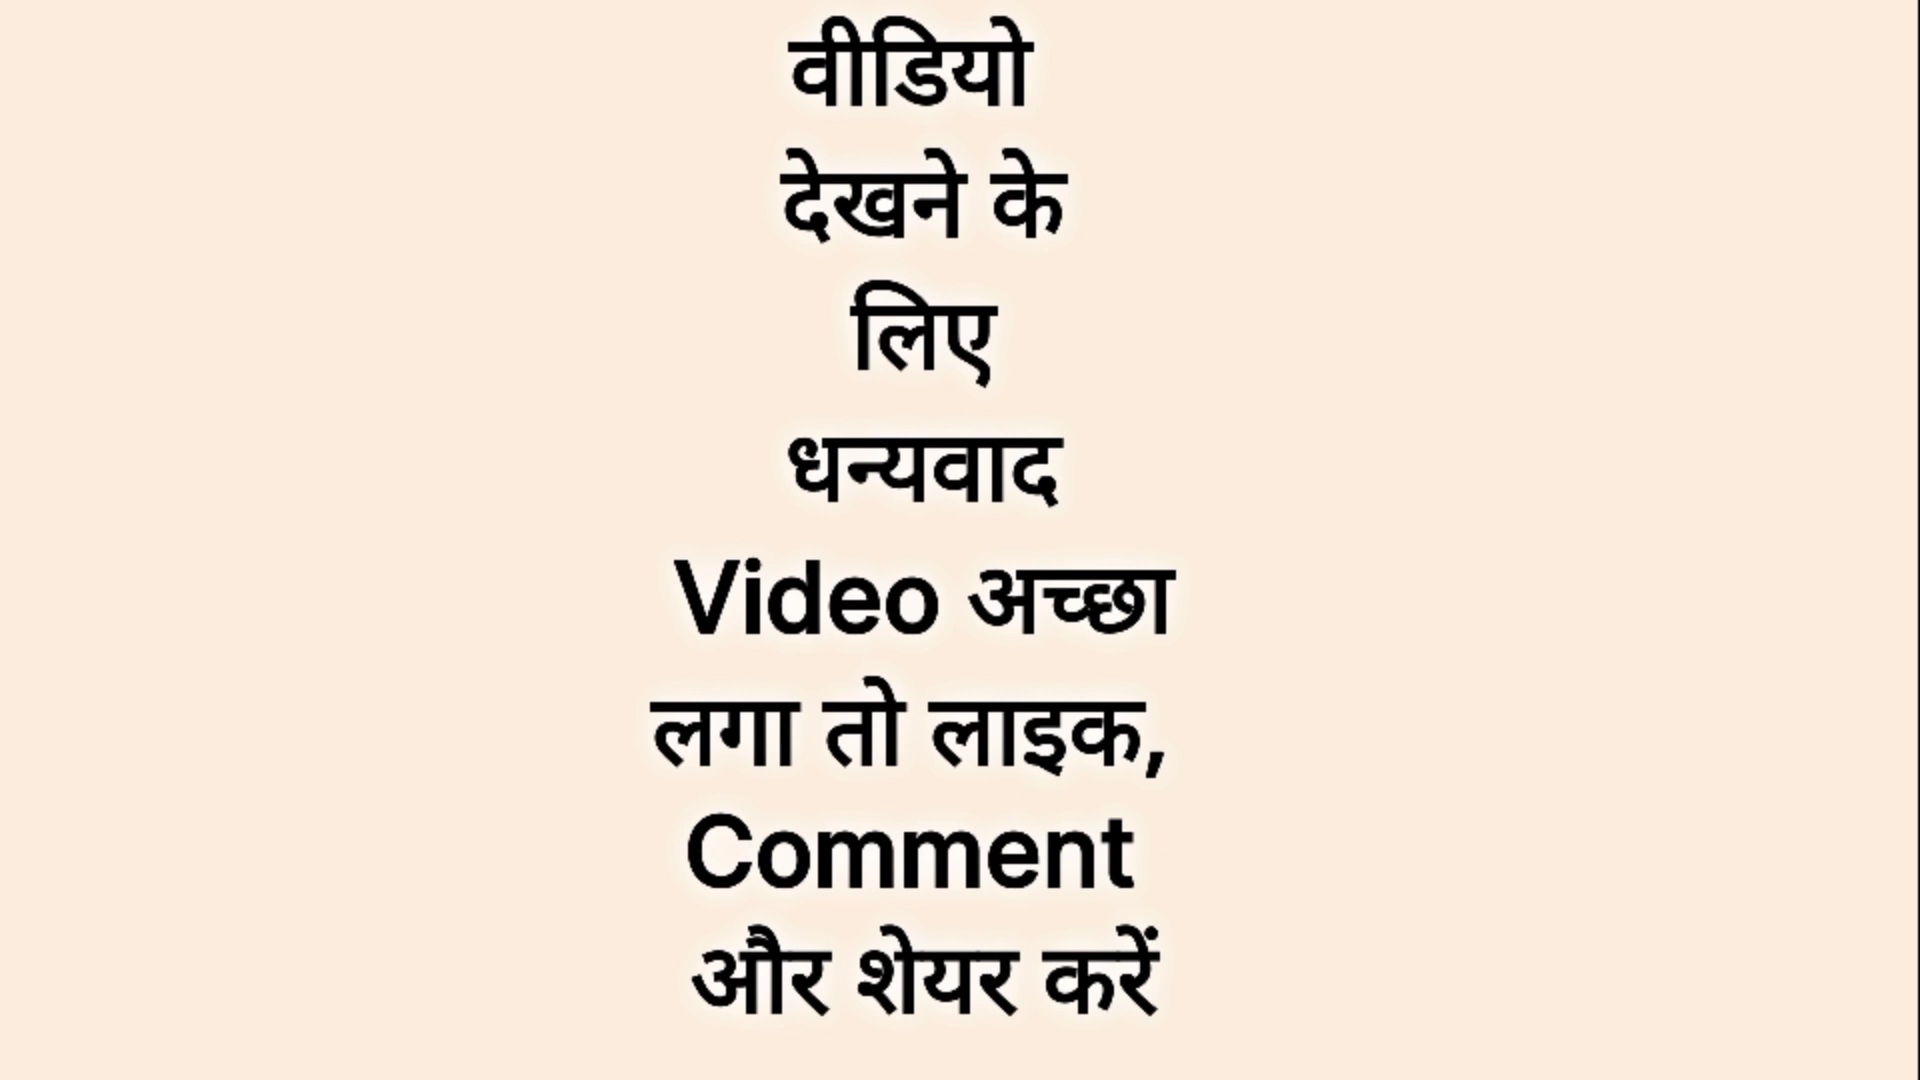 वीडियो
देखने के
लिए
धन्यवाद
Video अच्छा
लगा तो लाइक,
Comment
और शेयर करें